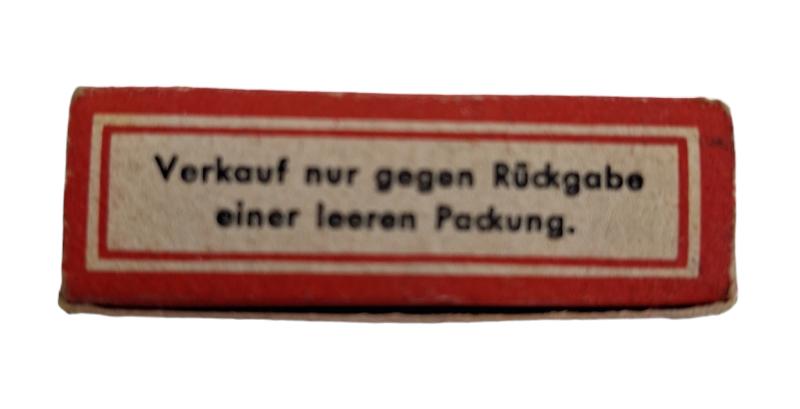 Verkauf nur gegen Rückgabe
einer leeren Packung.